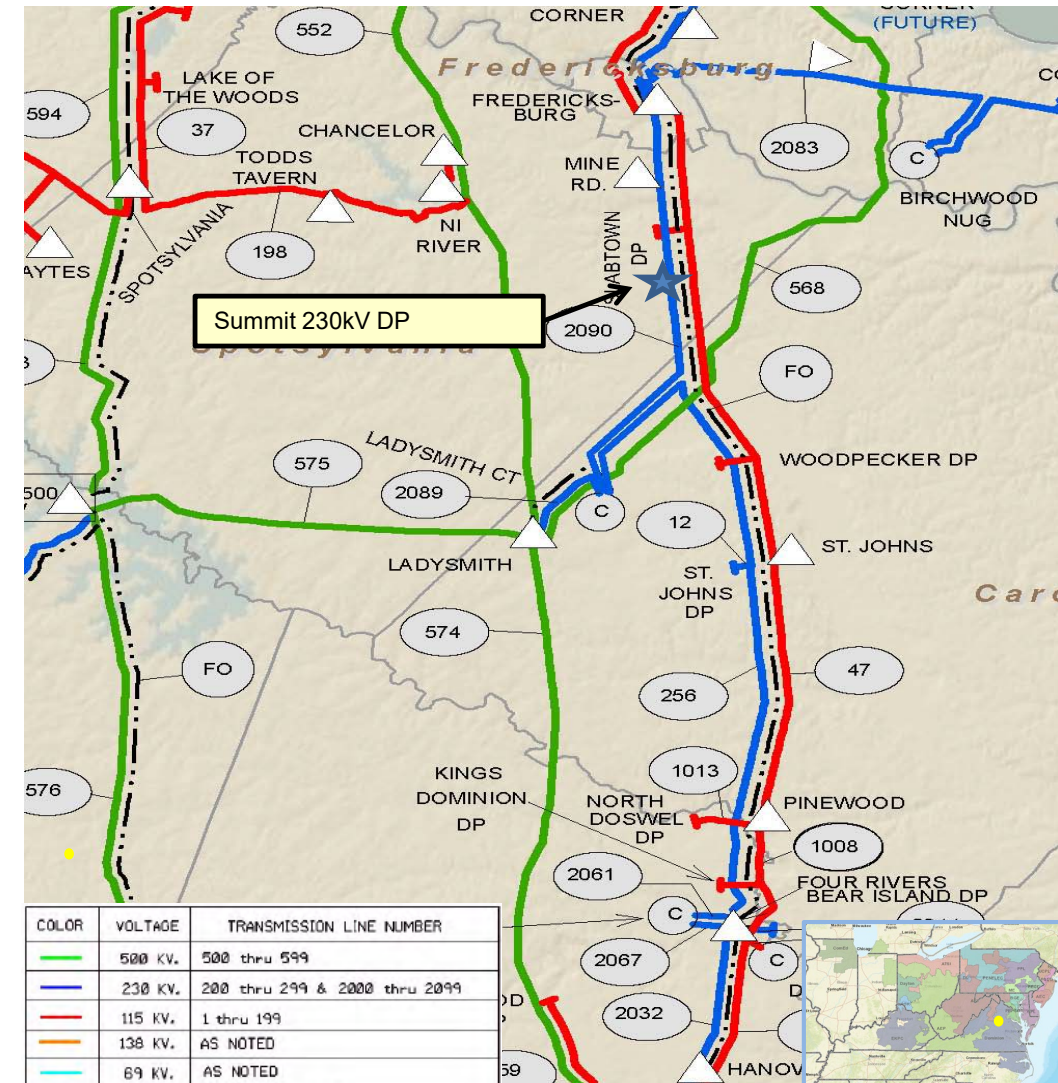 CORNER
CORNER
(FUTURE)
552
Fredericksburg
LAKE OF
THE WOODS
FREDERICKS-
BURG
594
37
CHANCELOR
2083
C
TODDS
TAVERN
MINE
RD.
BIRCHWOOD
NUG
NI
RIVER
198
SPOTSYLVANIA
AYTES
DP
568
Summit 230kV DP
2090
Spotsylvania
FO
LADYSMITH CT
575
WOODPECKER DP
2089
500
C
12
ST. JOHNS
LADYSMITH
ST.
JOHNS
DP
Caro
574
FO
47
256
KINGS
DOMINION
DP
1013
576
NORTH
DOSWEL
DP
PINEWOOD
1008
2061
FOUR RIVERS
BEAR ISLAND DP
C
2067
C
2032
59
HANOV
COLOR VOLTAGE TRANSMISSION LINE NUMBER
500 KV. 500 thru 599
230 KV. 200 thru 299 & 2000 thru 2099
115 KV. 1 thru 199
138 KV. AS NOTED
69 KV. AS NOTED